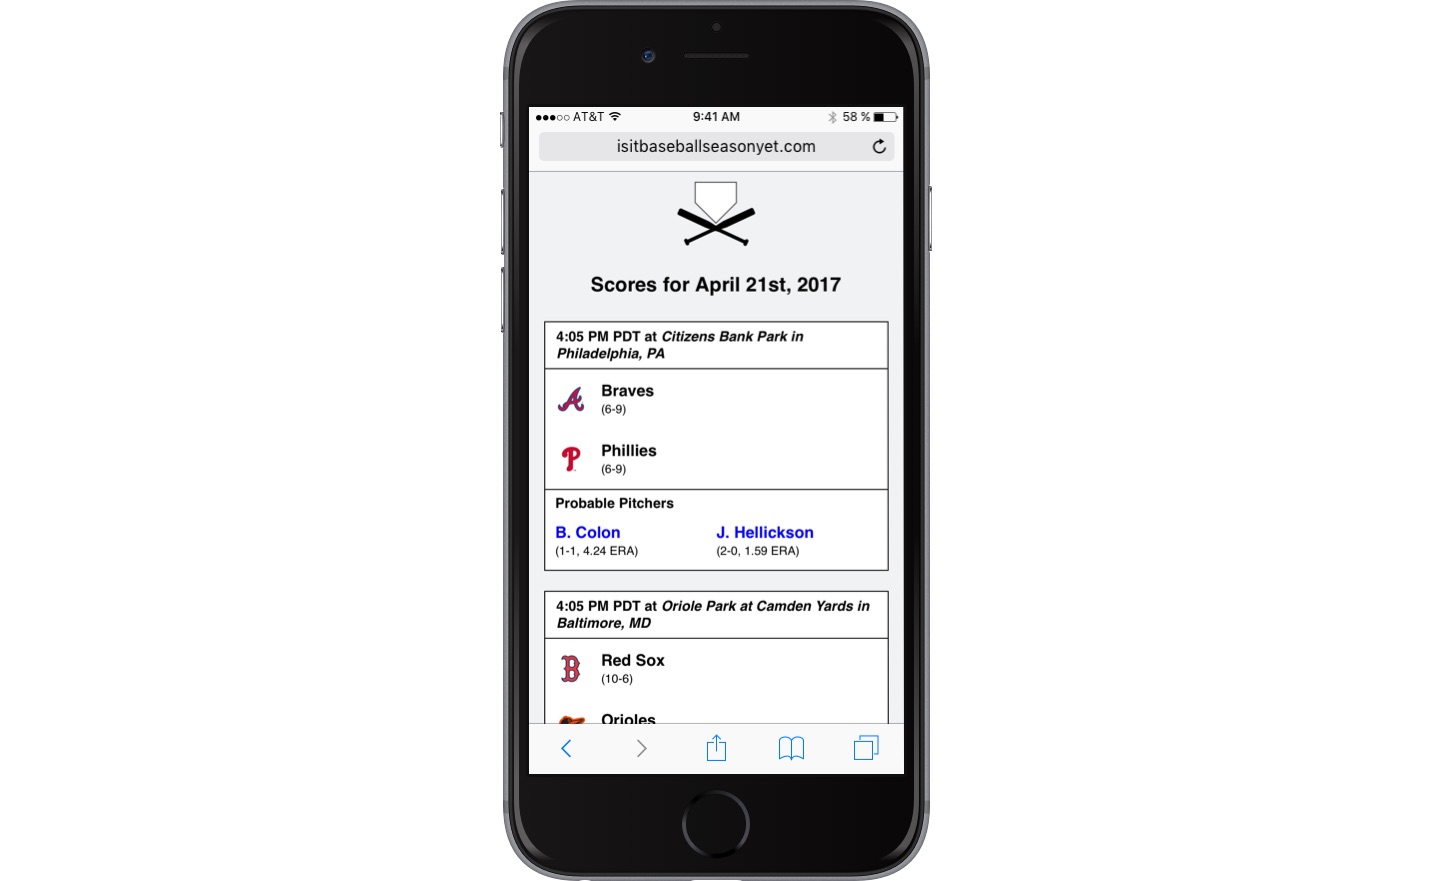 AT&T
9:41 AM
58 %
isitbaseballseasonyet.com
Scores for April 21st, 2017
4:05 PM PDT at Citizens Bank Park in
Philadelphia, PA
A
Braves
(6-9)
P
Phillies
(6-9)
Probable Pitchers
B. Colon
J. Hellickson
(1-1, 4.24 ERA)
(2-0, 1.59 ERA)
4:05 PM PDT at Oriole Park at Camden Yards in
Baltimore, MD
B
Red Sox
(10-6)
Orioles